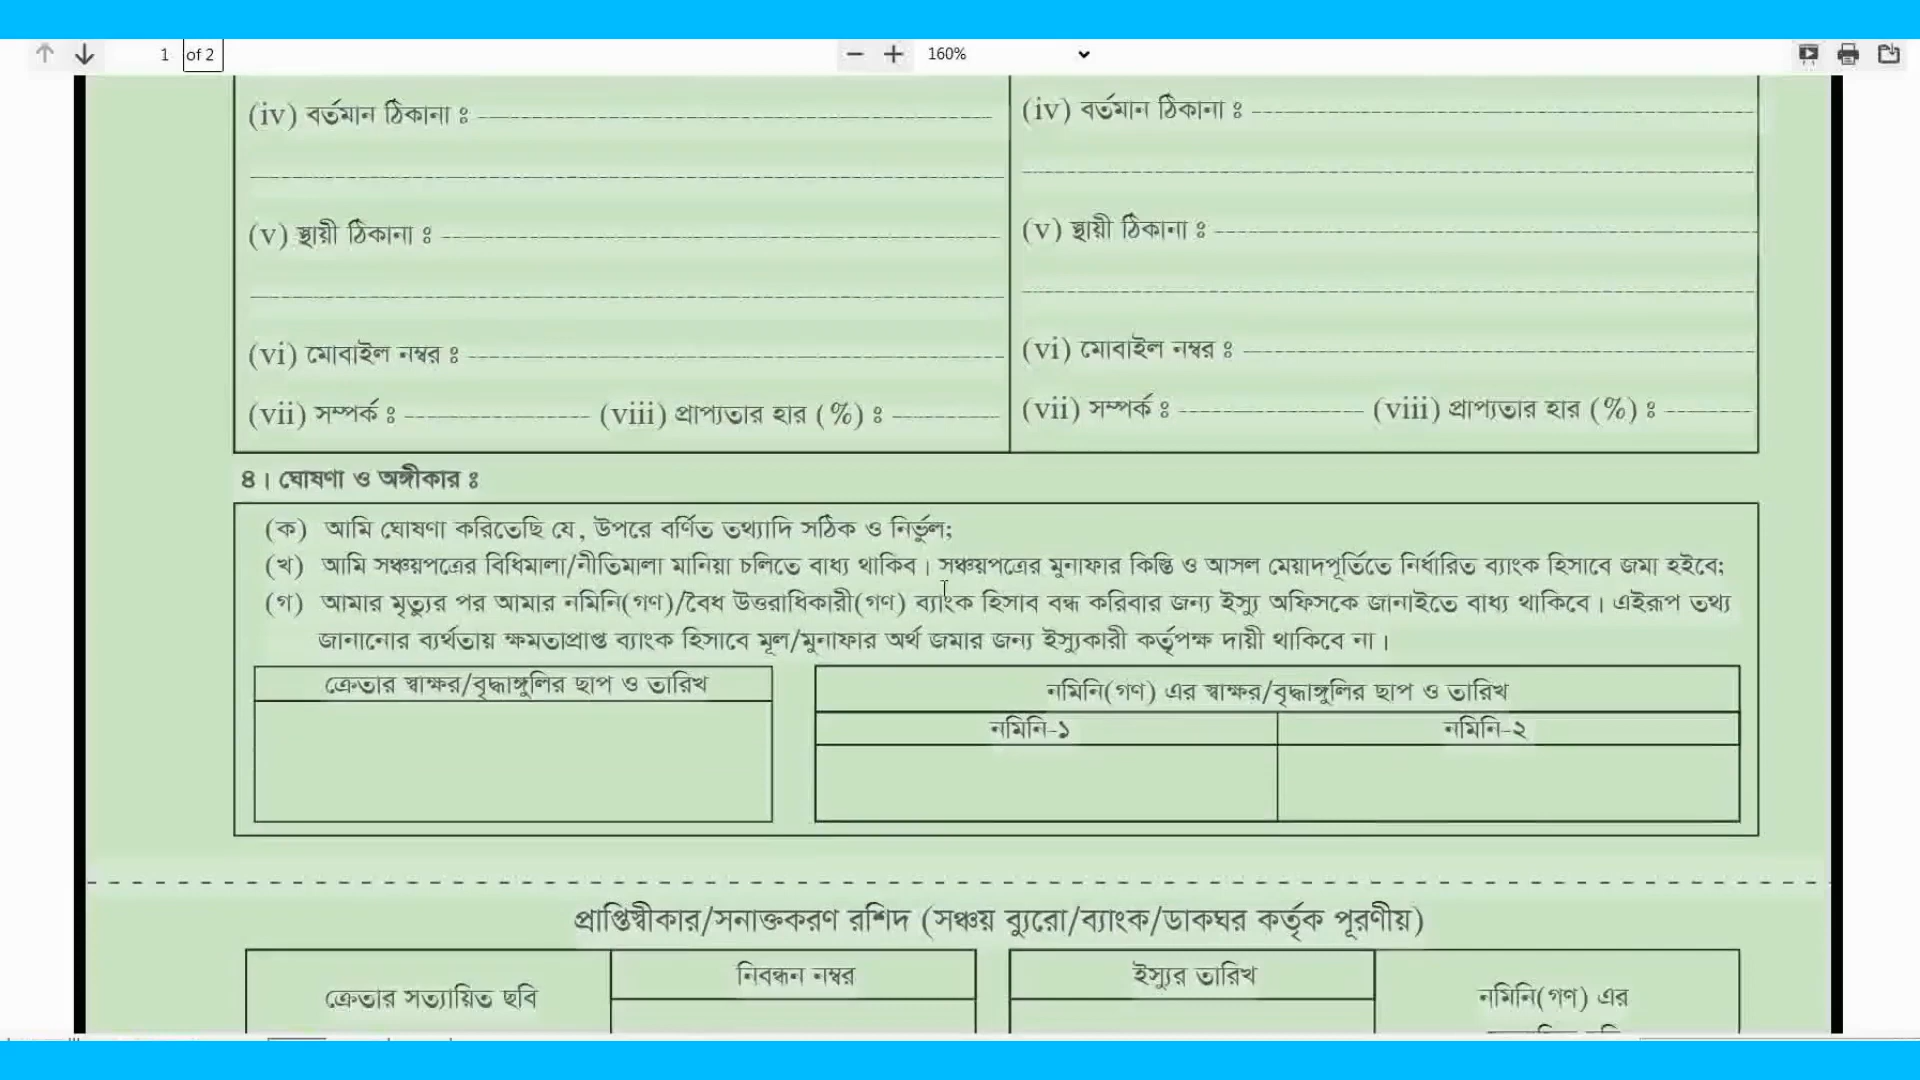 1 of 2 160%
(iv) বর্তমান ঠিকানা ঃ
(v) স্থায়ী ঠিকানা ঃ
(vi) মোবাইল নম্বর ঃ
(vii) সম্পর্ক ঃ (viii) প্রাপ্যতার হার (%) ঃ
(iv) বর্তমান ঠিকানা ঃ
(v) স্থায়ী ঠিকানা ঃ
(vi) মোবাইল নম্বর ঃ
(vii) সম্পর্ক ঃ (viii) প্রাপ্যতার হার (%) ঃ
৪। ঘোষণা ও অঙ্গীকার ঃ
(ক) আমি ঘোষণা করিতেছি যে, উপরে বর্ণিত তথ্যাদি সঠিক ও নির্ভুল;
(খ) আমি সঞ্চয়পত্রের বিধিমালা/নীতিমালা মানিয়া চলিতে বাধ্য থাকিব। সঞ্চয়পত্রের মুনাফার কিস্তি ও আসল মেয়াদপূর্তিতে নির্ধারিত ব্যাংক হিসাবে জমা হইবে;
(গ) আমার মৃত্যুর পর আমার নমিনি(গণ)/বৈধ উত্তরাধিকারী(গণ) ব্যাংক হিসাব বন্ধ করিবার জন্য ইস্যু অফিসকে জানাইতে বাধ্য থাকিবে। এইরূপ তথ্য
জানানোর ব্যর্থতায় ক্ষমতাপ্রাপ্ত ব্যাংক হিসাবে মূল/মুনাফার অর্থ জমার জন্য ইস্যুকারী কর্তৃপক্ষ দায়ী থাকিবে না।
ক্রেতার স্বাক্ষর/বৃদ্ধাঙ্গুলির ছাপ ও তারিখ
নমিনি(গণ) এর স্বাক্ষর/বৃদ্ধাঙ্গুলির ছাপ ও তারিখ
নমিনি-১ নমিনি-২
প্রাপ্তিস্বীকার/সনাক্তকরণ রশিদ (সঞ্চয় ব্যুরো/ব্যাংক/ডাকঘর কর্তৃক পূরণীয়)
ক্রেতার সত্যায়িত ছবি
নিবন্ধন নম্বর
ইস্যুর তারিখ
নমিনি(গণ) এর